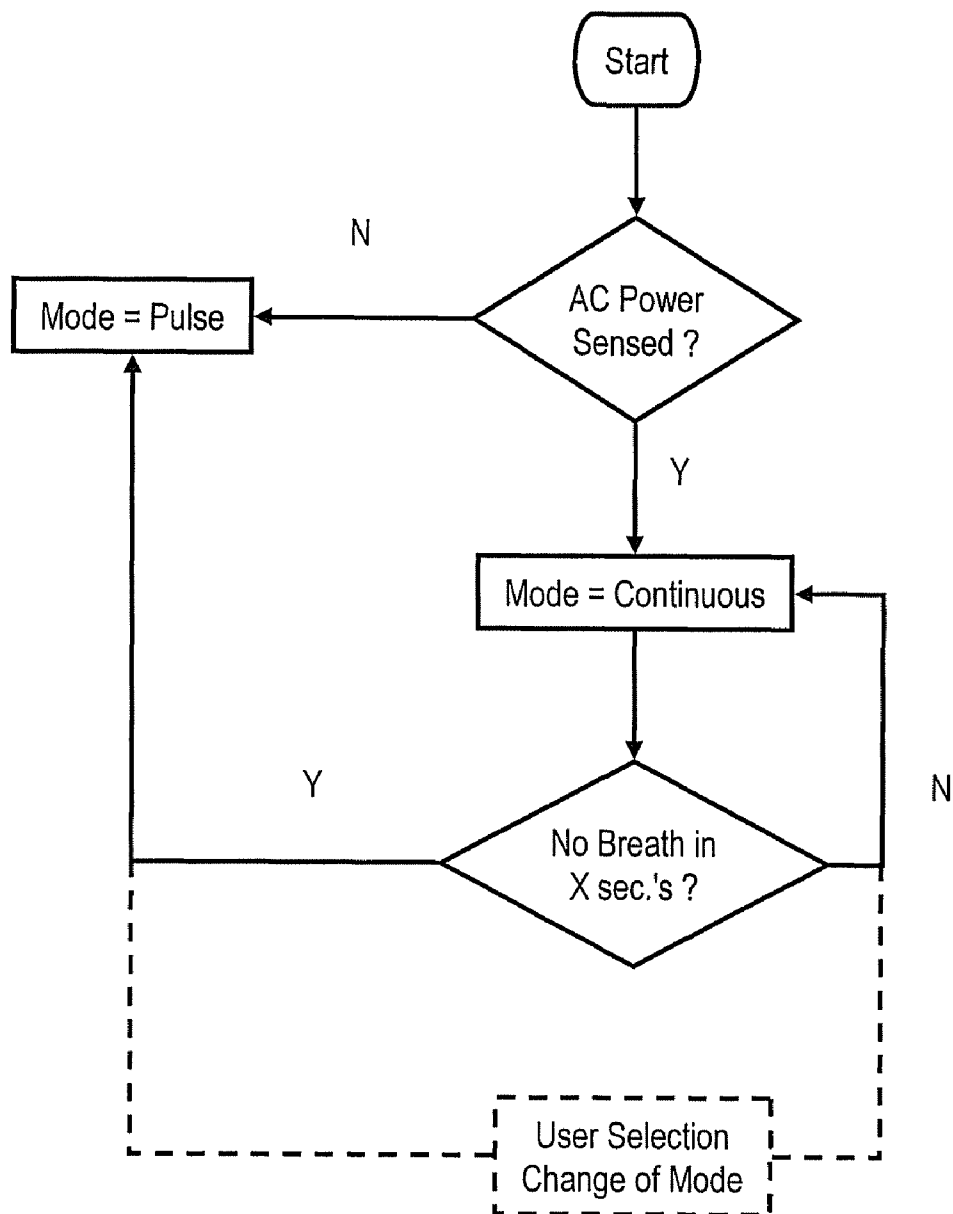 Start
N
AC Power
Sensed ?
Mode = Pulse
Y
Mode = Continuous
Y
N
No Breath in
X sec.'s ?
User Selection
Change of Mode